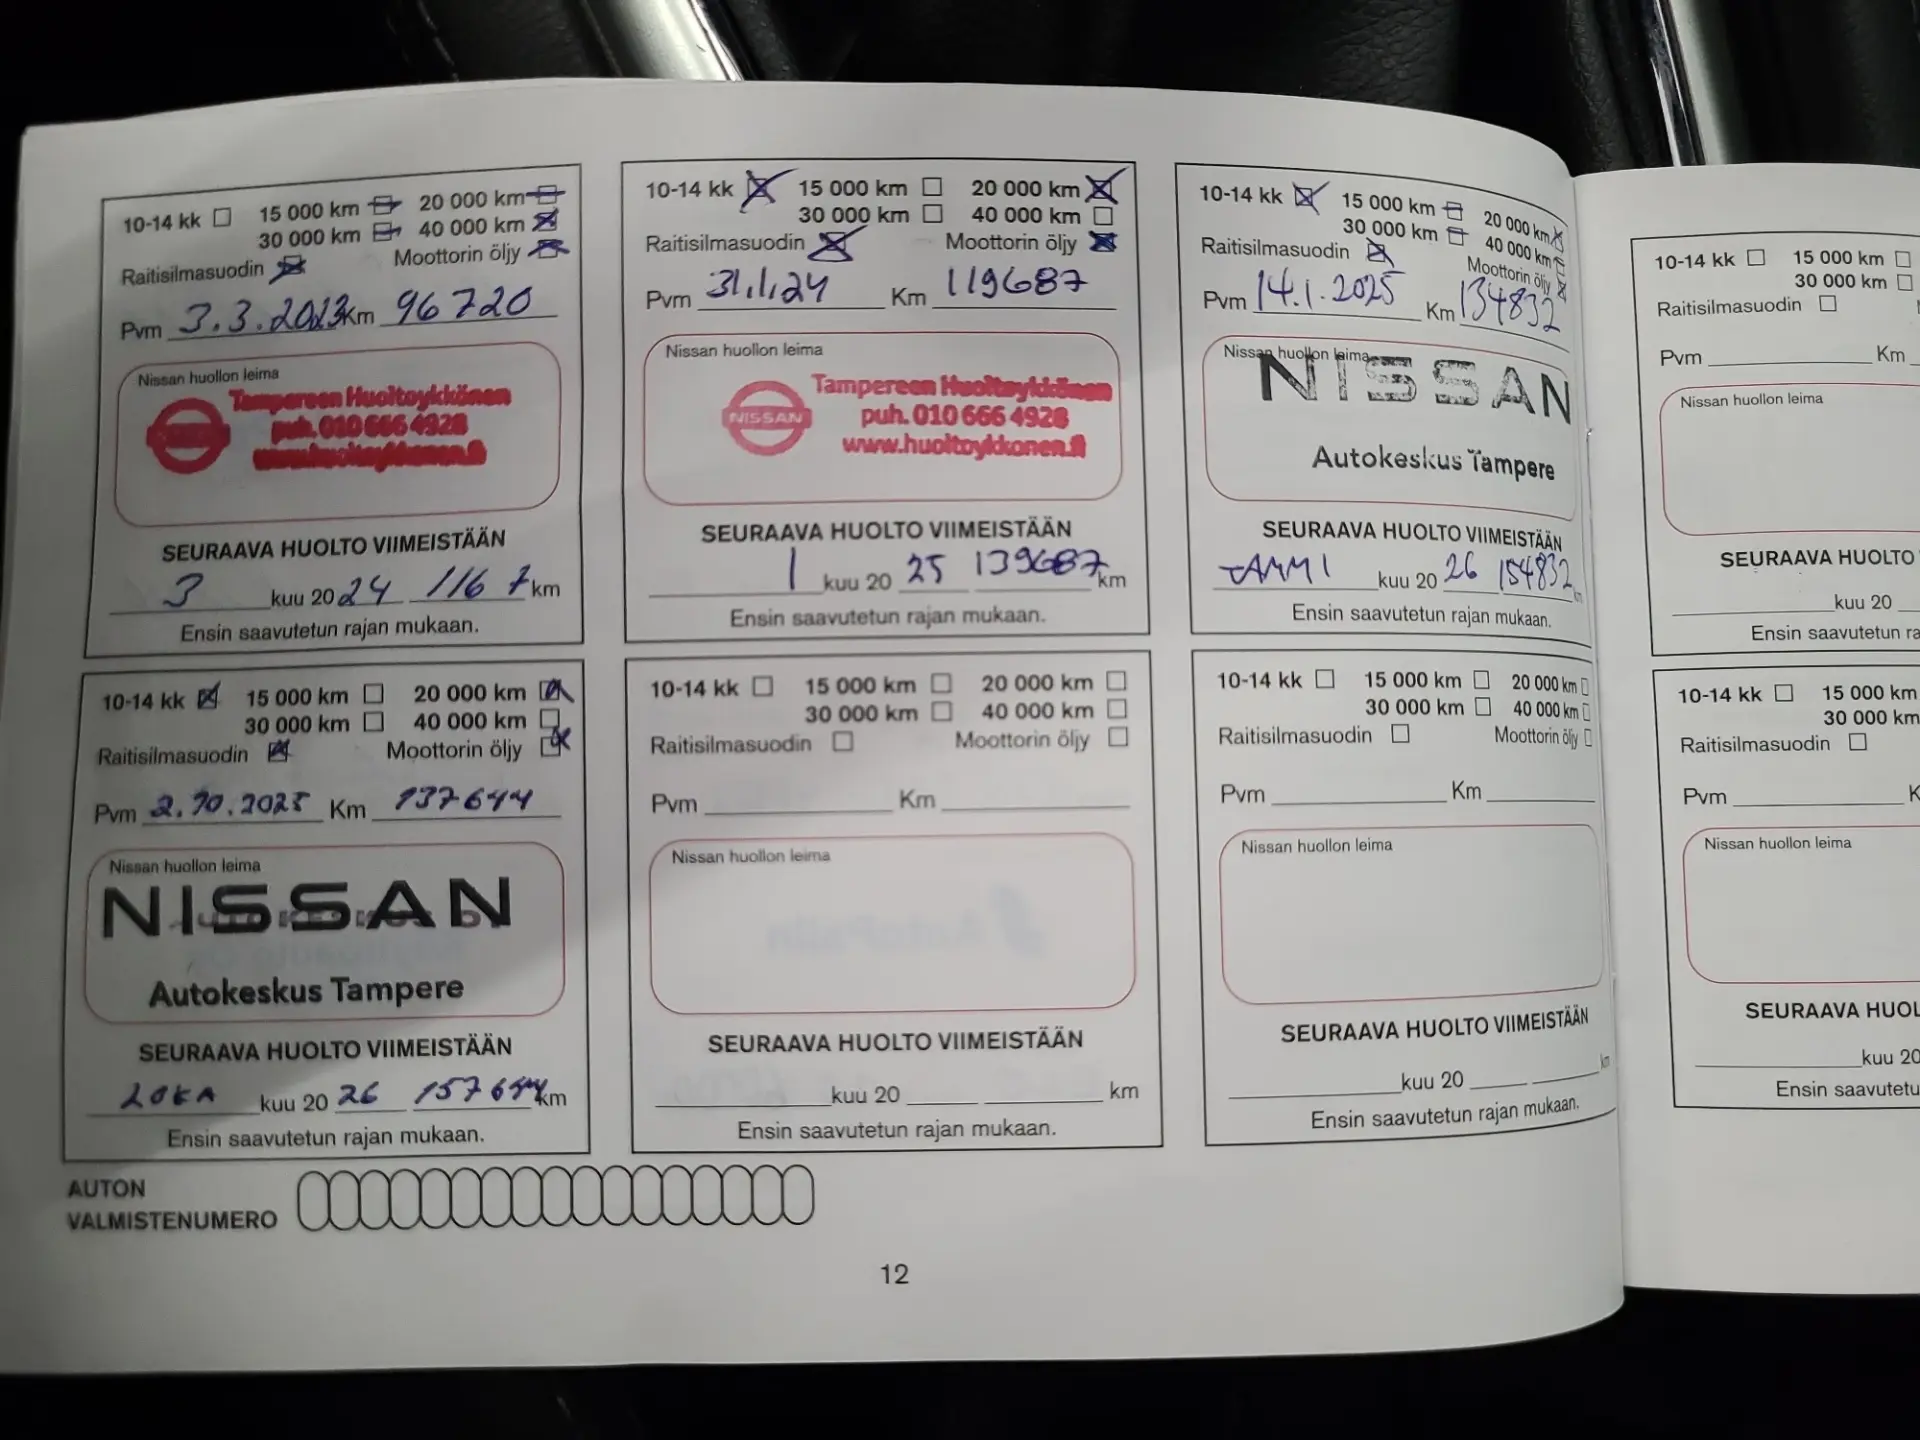 10-14 kk 15 000 km 20 000 km
30 000 km 40 000 km
Raitisilmasuodin Moottorin öljy
Pvm 3.3.2023 Km 96720
Nissan huollon leima
Tampereen Huoltoykkönen
puh. 010 666 4928
www.huoltoykkonen.fi
SEURAAVA HUOLTO VIIMEISTÄÄN
3 kuu 20 24 116 7 km
Ensin saavutetun rajan mukaan.
10-14 kk 15 000 km 20 000 km
30 000 km 40 000 km
Raitisilmasuodin Moottorin öljy
Pvm 31.1.24 Km 119687
Nissan huollon leima
NISSAN
Tampereen Huoltoykkönen
puh. 010 666 4928
www.huoltoykkonen.fi
SEURAAVA HUOLTO VIIMEISTÄÄN
1 kuu 20 25 139687 km
Ensin saavutetun rajan mukaan.
10-14 kk 15 000 km 20 000 km
30 000 km 40 000 km
Raitisilmasuodin Moottorin öljy
Pvm 14.1.2025 Km 134832
Nissan huollon leima
NISSAN
Autokeskus Tampere
SEURAAVA HUOLTO VIIMEISTÄÄN
TAMMI kuu 20 26 154832 km
Ensin saavutetun rajan mukaan.
10-14 kk 15 000 km
30 000 km
Raitisilmasuodin
Pvm Km
Nissan huollon leima
SEURAAVA HUOLTO
kuu 20
Ensin saavutetun ra
10-14 kk 15 000 km 20 000 km
30 000 km 40 000 km
Raitisilmasuodin Moottorin öljy
Pvm 2.10.2025 Km 137644
Nissan huollon leima
NISSAN
Autokeskus Tampere
SEURAAVA HUOLTO VIIMEISTÄÄN
LOKA kuu 20 26 157644 km
Ensin saavutetun rajan mukaan.
10-14 kk 15 000 km 20 000 km
30 000 km 40 000 km
Raitisilmasuodin Moottorin öljy
Pvm Km
Nissan huollon leima
SEURAAVA HUOLTO VIIMEISTÄÄN
kuu 20 km
Ensin saavutetun rajan mukaan.
10-14 kk 15 000 km 20 000 km
30 000 km 40 000 km
Raitisilmasuodin Moottorin öljy
Pvm Km
Nissan huollon leima
SEURAAVA HUOLTO VIIMEISTÄÄN
kuu 20 km
Ensin saavutetun rajan mukaan.
10-14 kk 15 000 km
30 000 km
Raitisilmasuodin
Pvm K
Nissan huollon leima
SEURAAVA HUOL
kuu 20
Ensin saavutetu
AUTON
VALMISTENUMERO
12